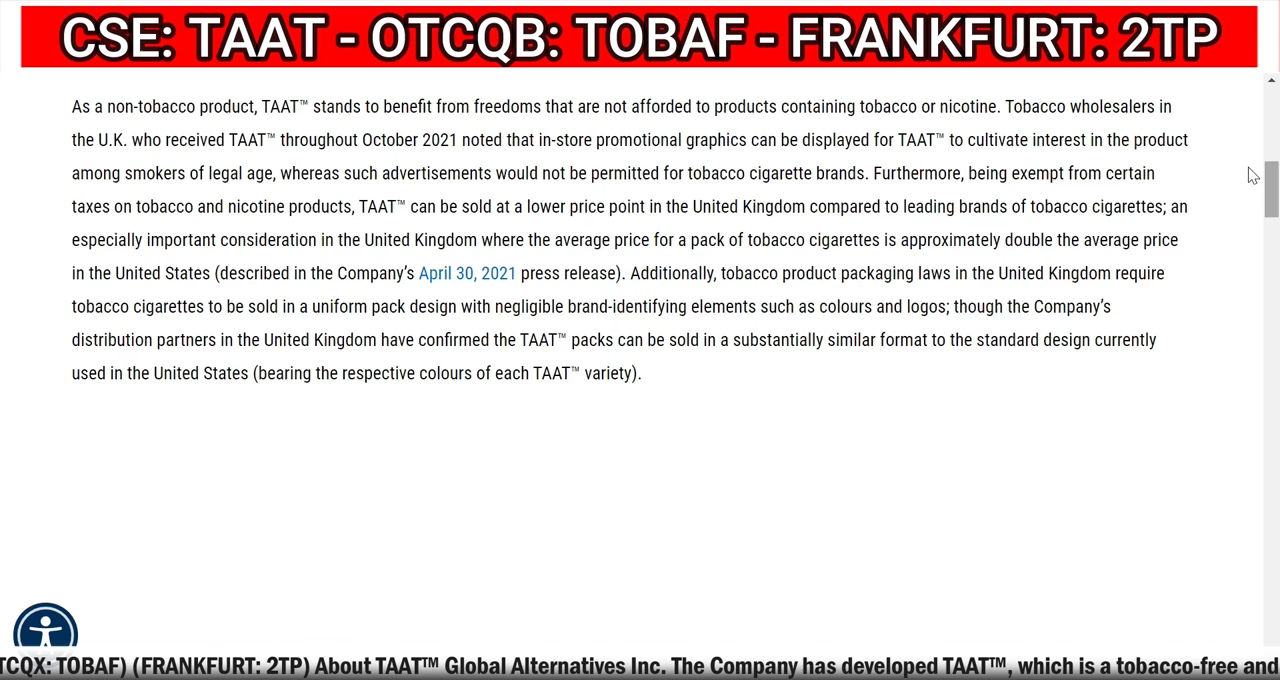 CSE: TAAT - OTCQB: TOBAF - FRANKFURT: 2TP
As a non-tobacco product, TAAT™ stands to benefit from freedoms that are not afforded to products containing tobacco or nicotine. Tobacco wholesalers in
the U.K. who received TAAT™ throughout October 2021 noted that in-store promotional graphics can be displayed for TAAT™ to cultivate interest in the product
among smokers of legal age, whereas such advertisements would not be permitted for tobacco cigarette brands. Furthermore, being exempt from certain
taxes on tobacco and nicotine products, TAAT™ can be sold at a lower price point in the United Kingdom compared to leading brands of tobacco cigarettes; an
especially important consideration in the United Kingdom where the average price for a pack of tobacco cigarettes is approximately double the average price
in the United States (described in the Company’s April 30, 2021 press release). Additionally, tobacco product packaging laws in the United Kingdom require
tobacco cigarettes to be sold in a uniform pack design with negligible brand-identifying elements such as colours and logos; though the Company’s
distribution partners in the United Kingdom have confirmed the TAAT™ packs can be sold in a substantially similar format to the standard design currently
used in the United States (bearing the respective colours of each TAAT™ variety).
TCQX: TOBAF) (FRANKFURT: 2TP) About TAAT™ Global Alternatives Inc. The Company has developed TAAT™, which is a tobacco-free and